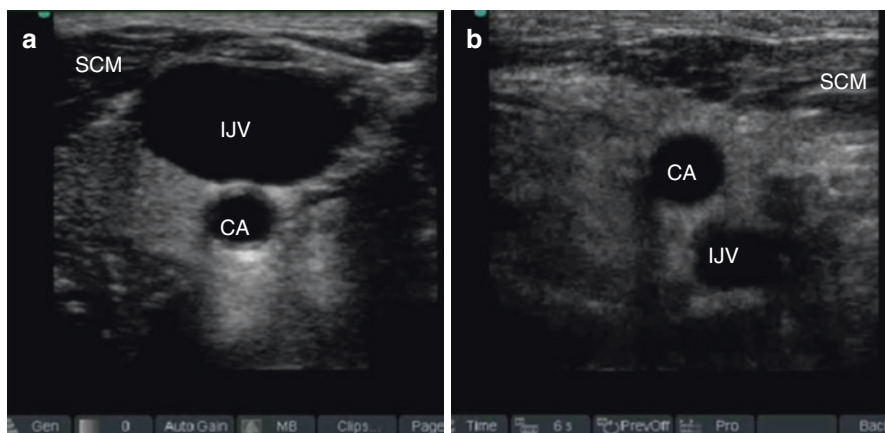 a
SCM
IJV
CA
Gen 0 Auto Gain MB Clips... Page
b
SCM
CA
IJV
Time 6 s PrevOff Pro Bac